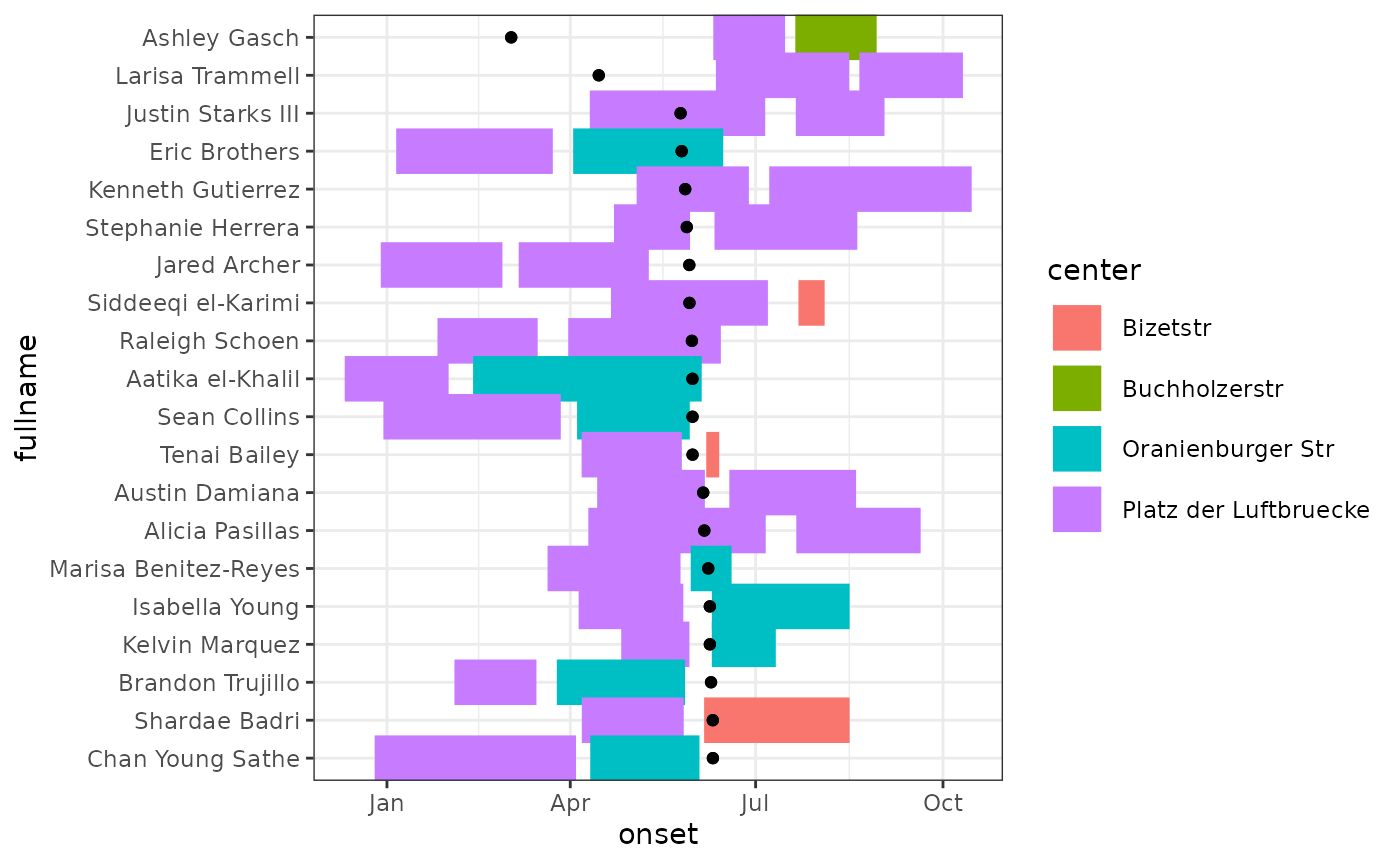 Ashley Gasch
Larisa Trammell
Justin Starks III
Eric Brothers
Kenneth Gutierrez
Stephanie Herrera
Jared Archer
Siddeeqi el-Karimi
Raleigh Schoen
Aatika el-Khalil
Sean Collins
Tenai Bailey
Austin Damiana
Alicia Pasillas
Marisa Benitez-Reyes
Isabella Young
Kelvin Marquez
Brandon Trujillo
Shardae Badri
Chan Young Sathe
fullname
Jan Apr Jul Oct
onset
center
Bizetstr
Buchholzerstr
Oranienburger Str
Platz der Luftbruecke